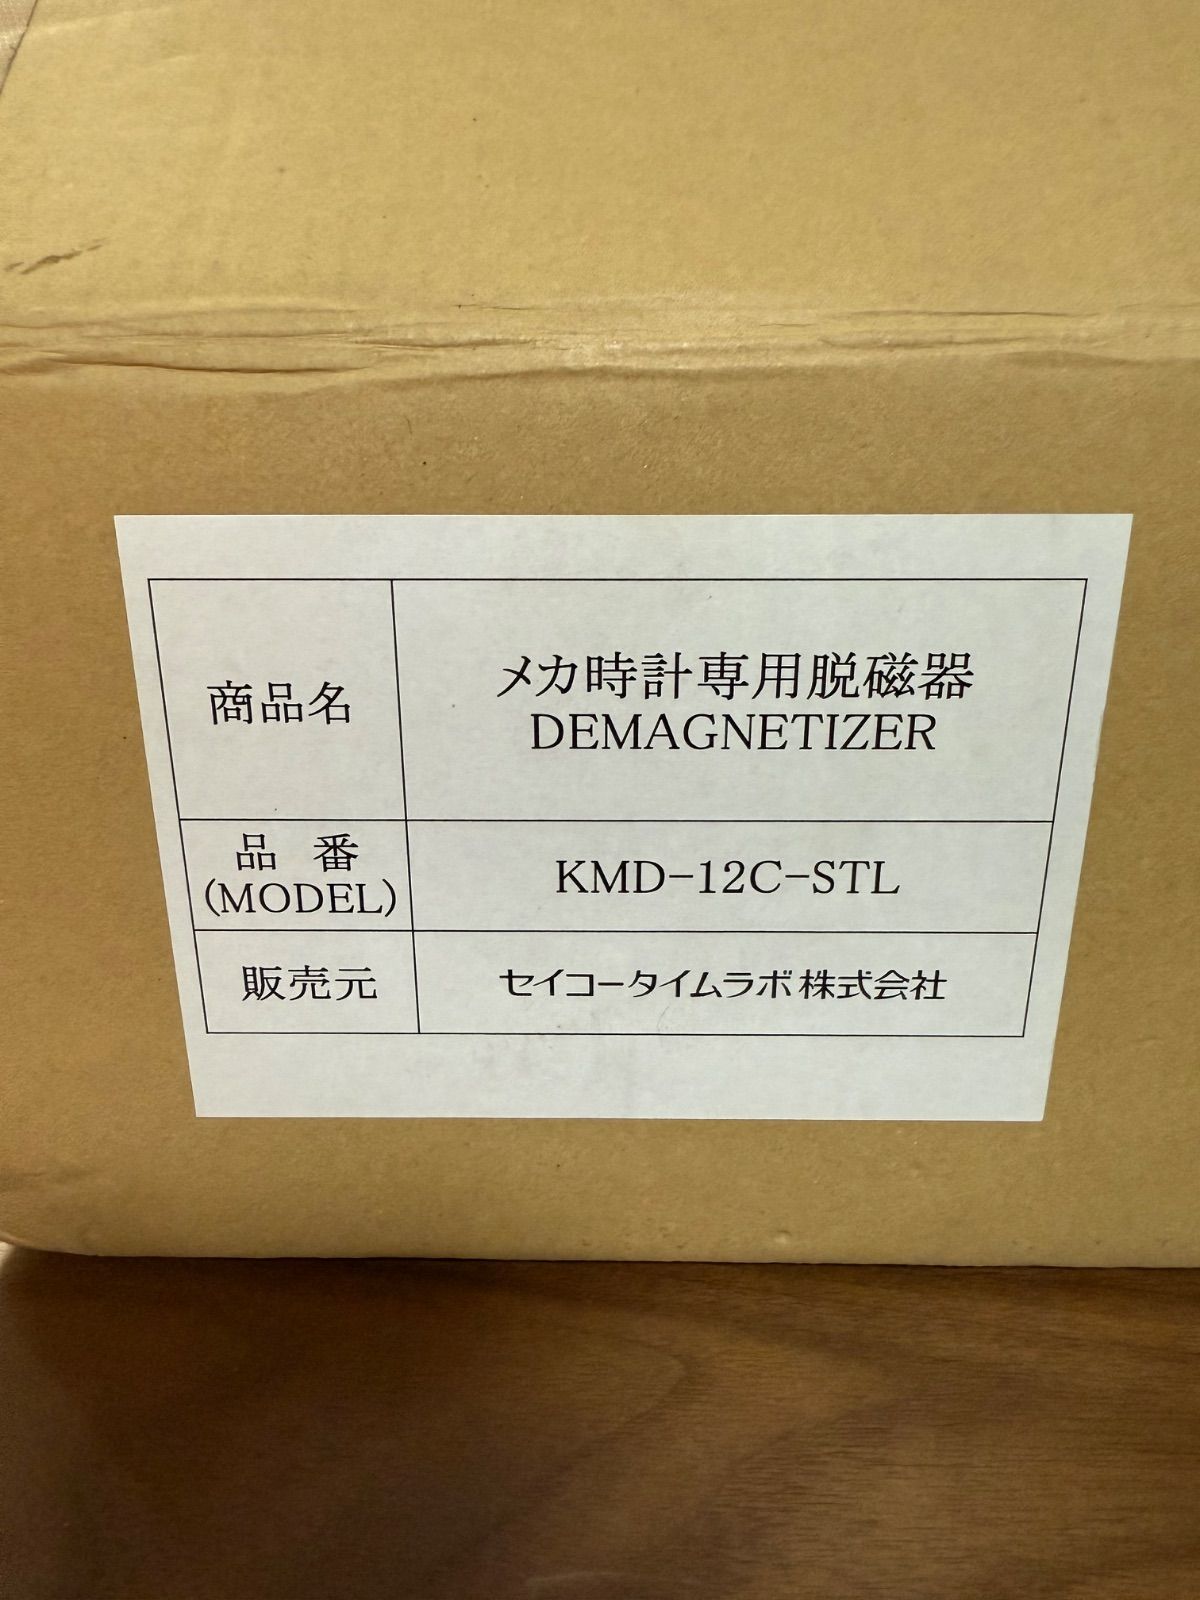 商品名
メカ時計専用脱磁器
DEMAGNETIZER
品 番
(MODEL)
KMD-12C-STL
販売元
セイコータイムラボ株式会社